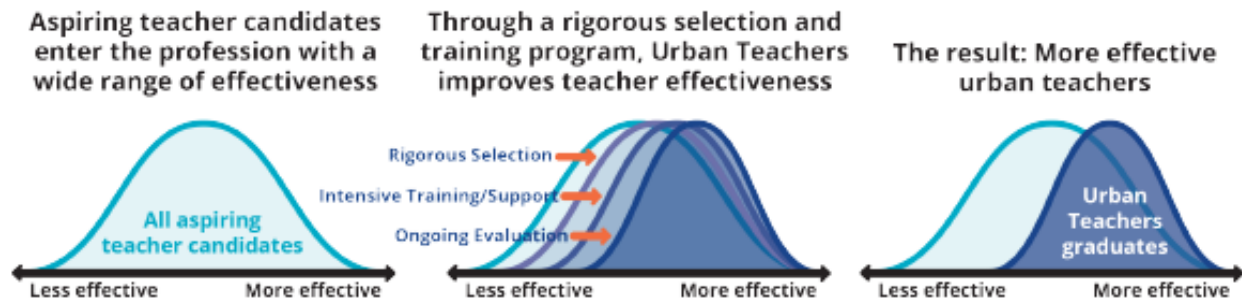 Aspiring teacher candidates
enter the profession with a
wide range of effectiveness
All aspiring
teacher candidates
Less effective
More effective
Through a rigorous selection and
training program, Urban Teachers
improves teacher effectiveness
Rigorous Selection
Intensive Training/Support
Ongoing Evaluation
Less effective
More effective
The result: More effective
urban teachers
Urban
Teachers
graduates
Less effective
More effective